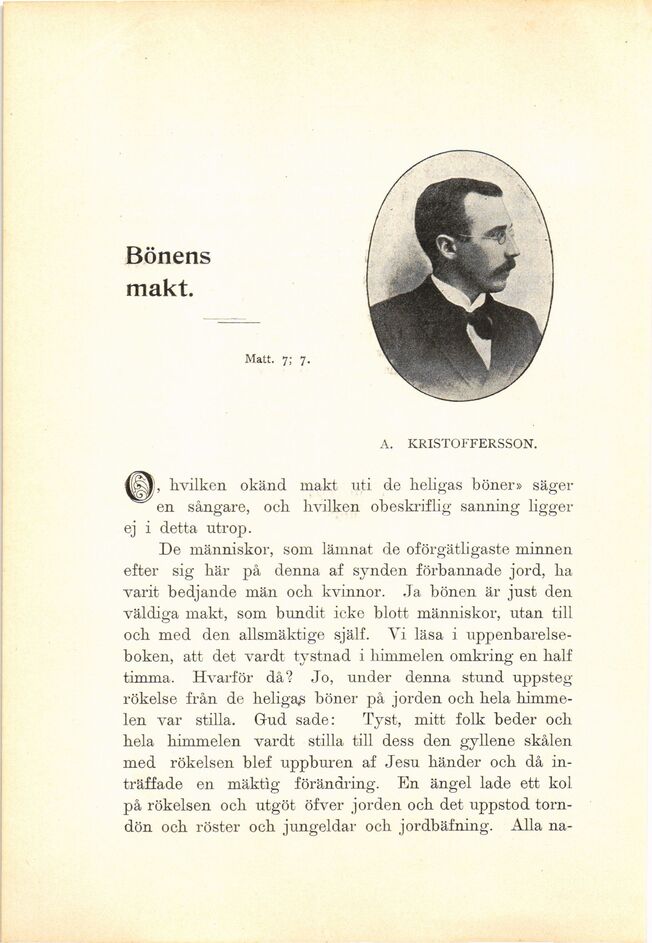 Bönens
makt.
Matt. 7; 7.
A. KRISTOFFERSSON.
O, hvilken okänd makt uti de heligas böner» säger
en sångare, och hvilken obeskriflig sanning ligger
ej i detta utrop.
De människor, som lämnat de oförgätligaste minnen
efter sig här på denna af synden förbannade jord, ha
varit bedjande män och kvinnor. Ja bönen är just den
väldiga makt, som bundit icke blott människor, utan till
och med den allsmäktige själf. Vi läsa i uppenbarelse-
boken, att det vardt tystnad i himmelen omkring en half
timma. Hvarför då? Jo, under denna stund uppsteg
rökelse från de heligas böner på jorden och hela himme-
len var stilla. Gud sade: Tyst, mitt folk beder och
hela himmelen vardt stilla till dess den gyllene skålen
med rökelsen blef uppburen af Jesu händer och då in-
träffade en mäktig förändring. En ängel lade ett kol
på rökelsen och utgöt öfver jorden och det uppstod torn-
dön och röster och jungeldar och jordbäfning. Alla na-